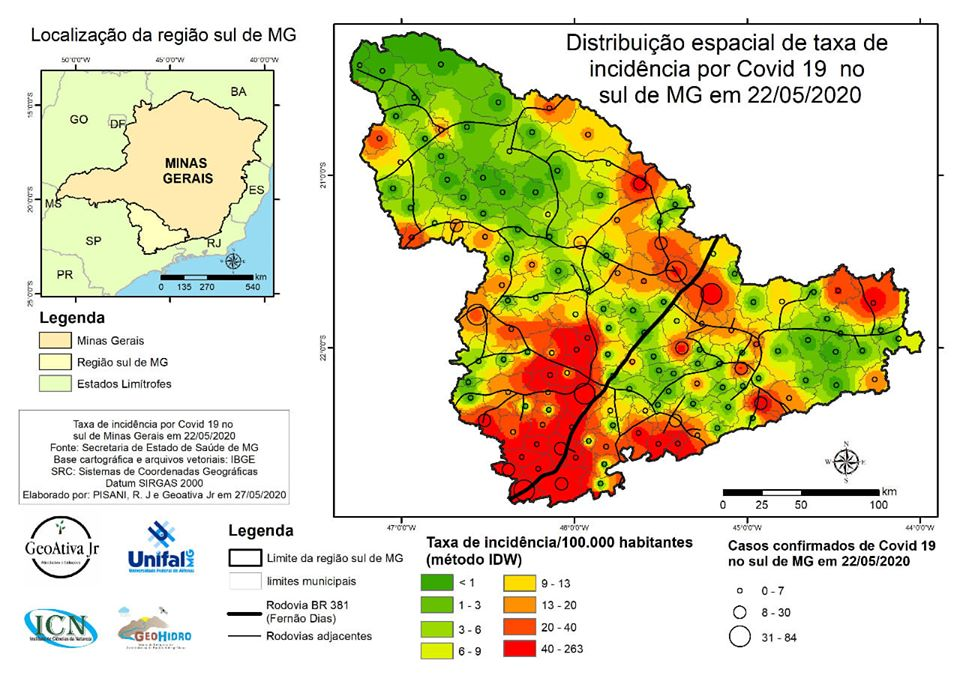 Localização da região sul de MG
50°0'0"S
45°0'0"S
40°0'0"S
15°0'0"S
20°0'0"S
25°0'0"S
BA
GO
DF
MINAS
GERAIS
ES
MS
SP
RJ
PR
N
S
km
0 135 270 540
Legenda
Minas Gerais
Região sul de MG
Estados Limítrofes
Taxa de incidência por Covid 19 no
sul de Minas Gerais em 22/05/2020
Fonte: Secretaria de Estado de Saúde de MG
Base cartográfica e arquivos vetoriais: IBGE
SRC: Sistemas de Coordenadas Geográficas
Datum SIRGAS 2000
Elaborado por: PISANI, R. J e Geoativa Jr em 27/05/2020
GEOATIVA Jr
UnifalMG
Universidade Federal de Alfenas
ICN
Instituto de Ciências da Natureza
GEOHIDRO
Distribuição espacial de taxa de
incidência por Covid 19 no
sul de MG em 22/05/2020
21°0'0"S
22°0'0"S
47°0'0"W
46°0'0"W
45°0'0"W
44°0'0"W
N
W
E
S
km
0 25 50 100
Legenda
Limite da região sul de MG
limites municipais
Rodovia BR 381
(Fernão Dias)
Rodovias adjacentes
Taxa de incidência/100.000 habitantes
(método IDW)
< 1
1 - 3
3 - 6
6 - 9
9 - 13
13 - 20
20 - 40
40 - 263
Casos confirmados de Covid 19
no sul de MG em 22/05/2020
0 - 7
8 - 30
31 - 84